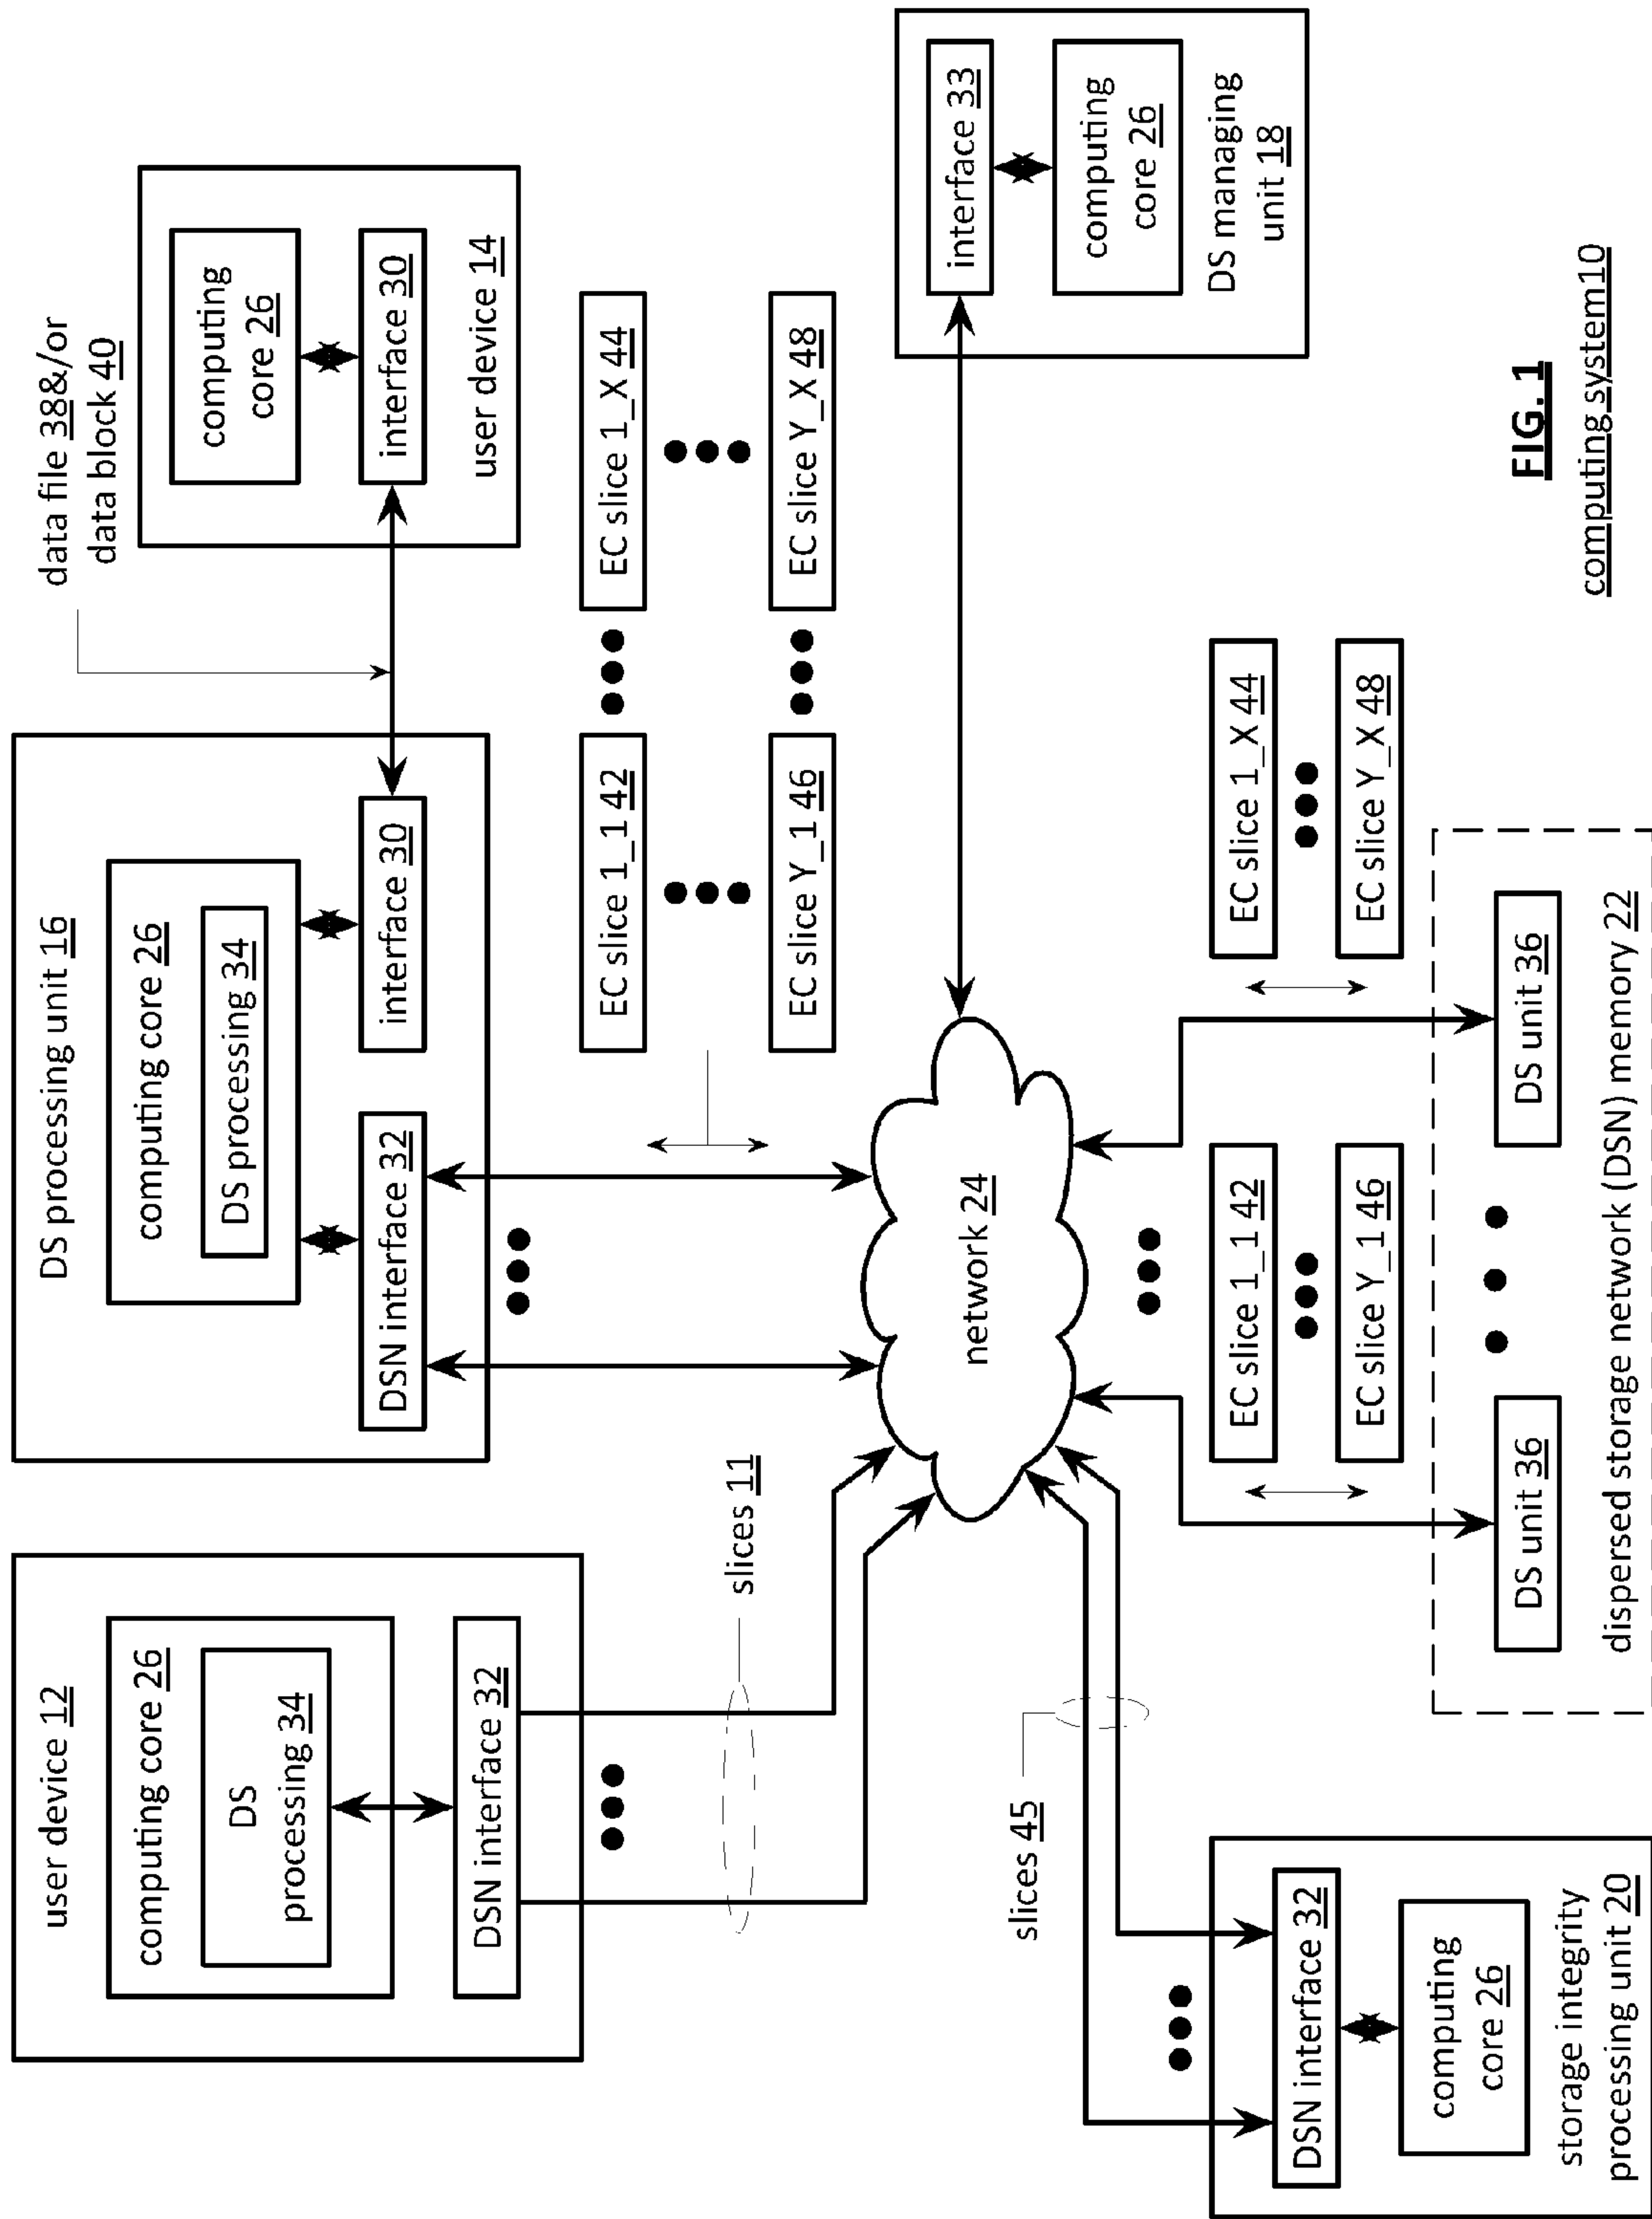 user device 12
computing core 26
DS
processing 34
DSN interface 32
slices 11
DS processing unit 16
computing core 26
DS processing 34
DSN interface 32
interface 30
data file 38&/or
data block 40
computing
core 26
interface 30
user device 14
EC slice 1_1 42
EC slice 1_X 44
EC slice Y_1 46
EC slice Y_X 48
network 24
interface 33
computing
core 26
DS managing
unit 18
slices 45
DSN interface 32
computing
core 26
storage integrity
processing unit 20
EC slice 1_1 42
EC slice Y_1 46
EC slice 1_X 44
EC slice Y_X 48
DS unit 36
DS unit 36
dispersed storage network (DSN) memory 22
FIG. 1
computing system10